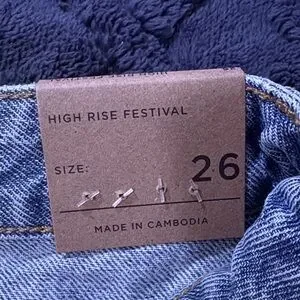 HIGH RISE FESTIVAL
SIZE: 26
MADE IN CAMBODIA